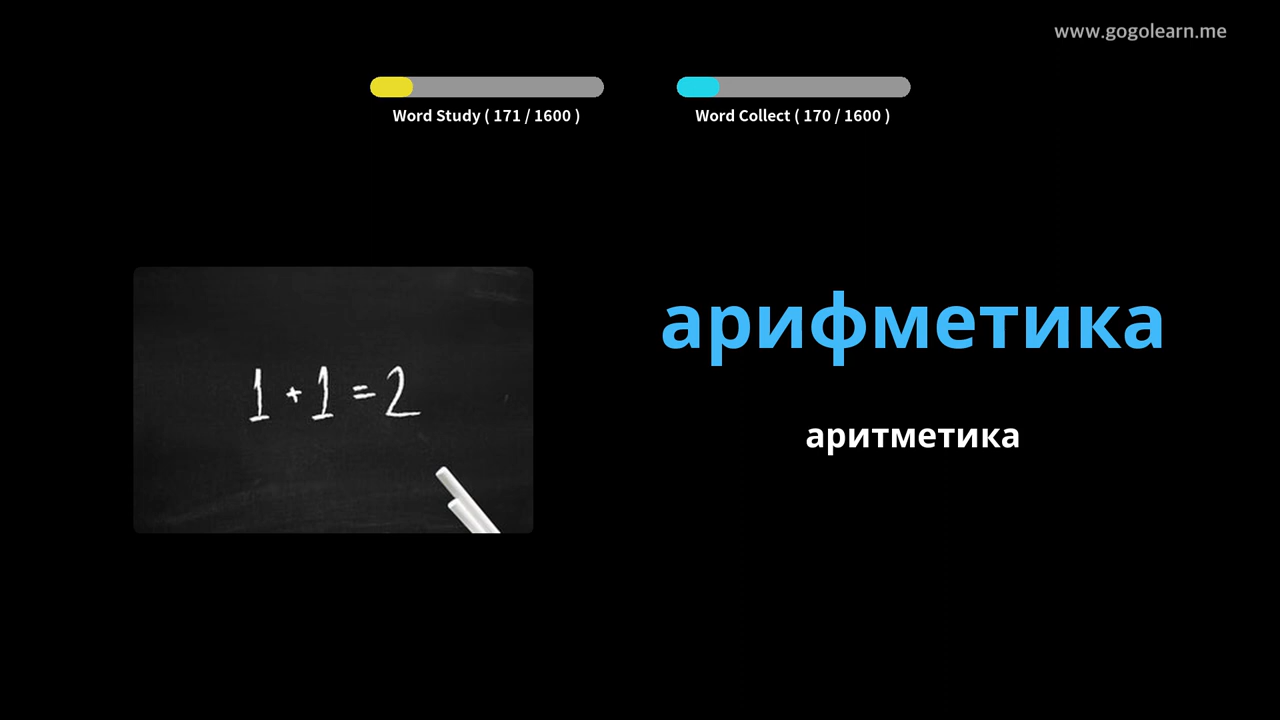 www.gogolearn.me
Word Study ( 171 / 1600 )
Word Collect ( 170 / 1600 )
1 + 1 = 2
арифметика
аритметика